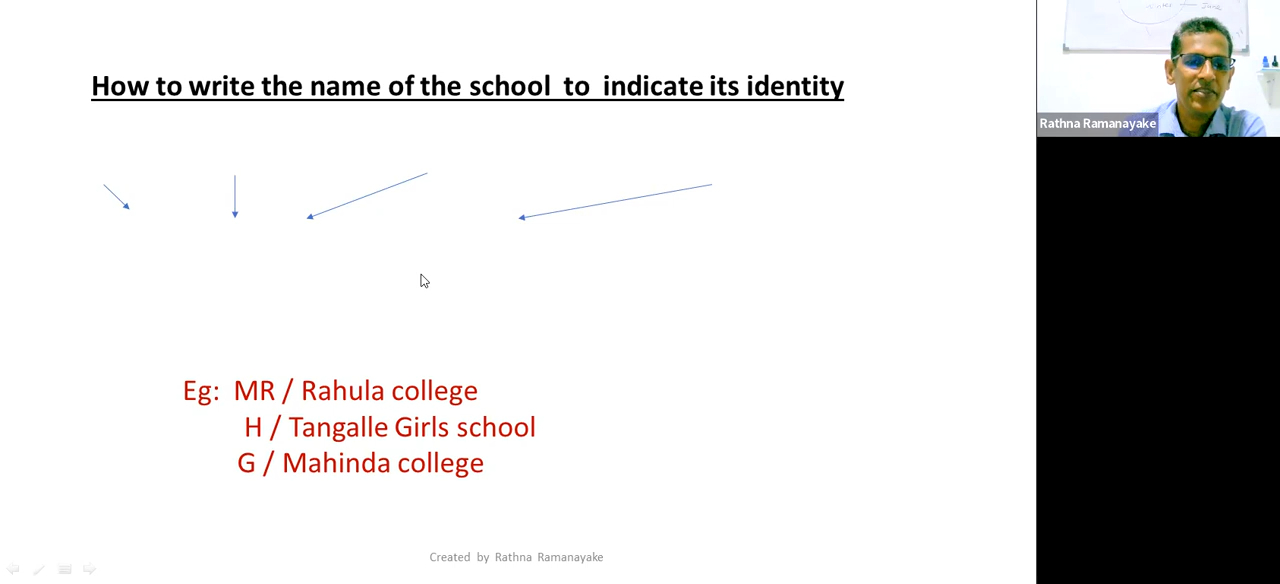 How to write the name of the school to indicate its identity
Rathna Ramanayake
Eg: MR / Rahula college
H / Tangalle Girls school
G / Mahinda college
Created by Rathna Ramanayake